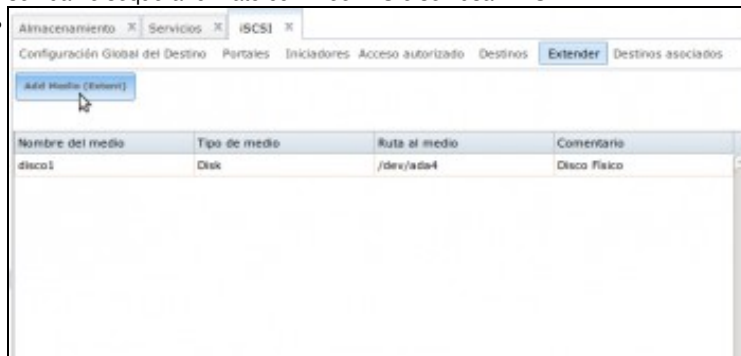 Almacenamiento Servicios iSCSI
Configuración Global del Destino Portales Iniciadores Acceso autorizado Destinos Extender Destinos asociados
Add Medio (Extent)
Nombre del medio Tipo de medio Ruta al medio Comentario
disco1 Disk /dev/ada4 Disco Físico